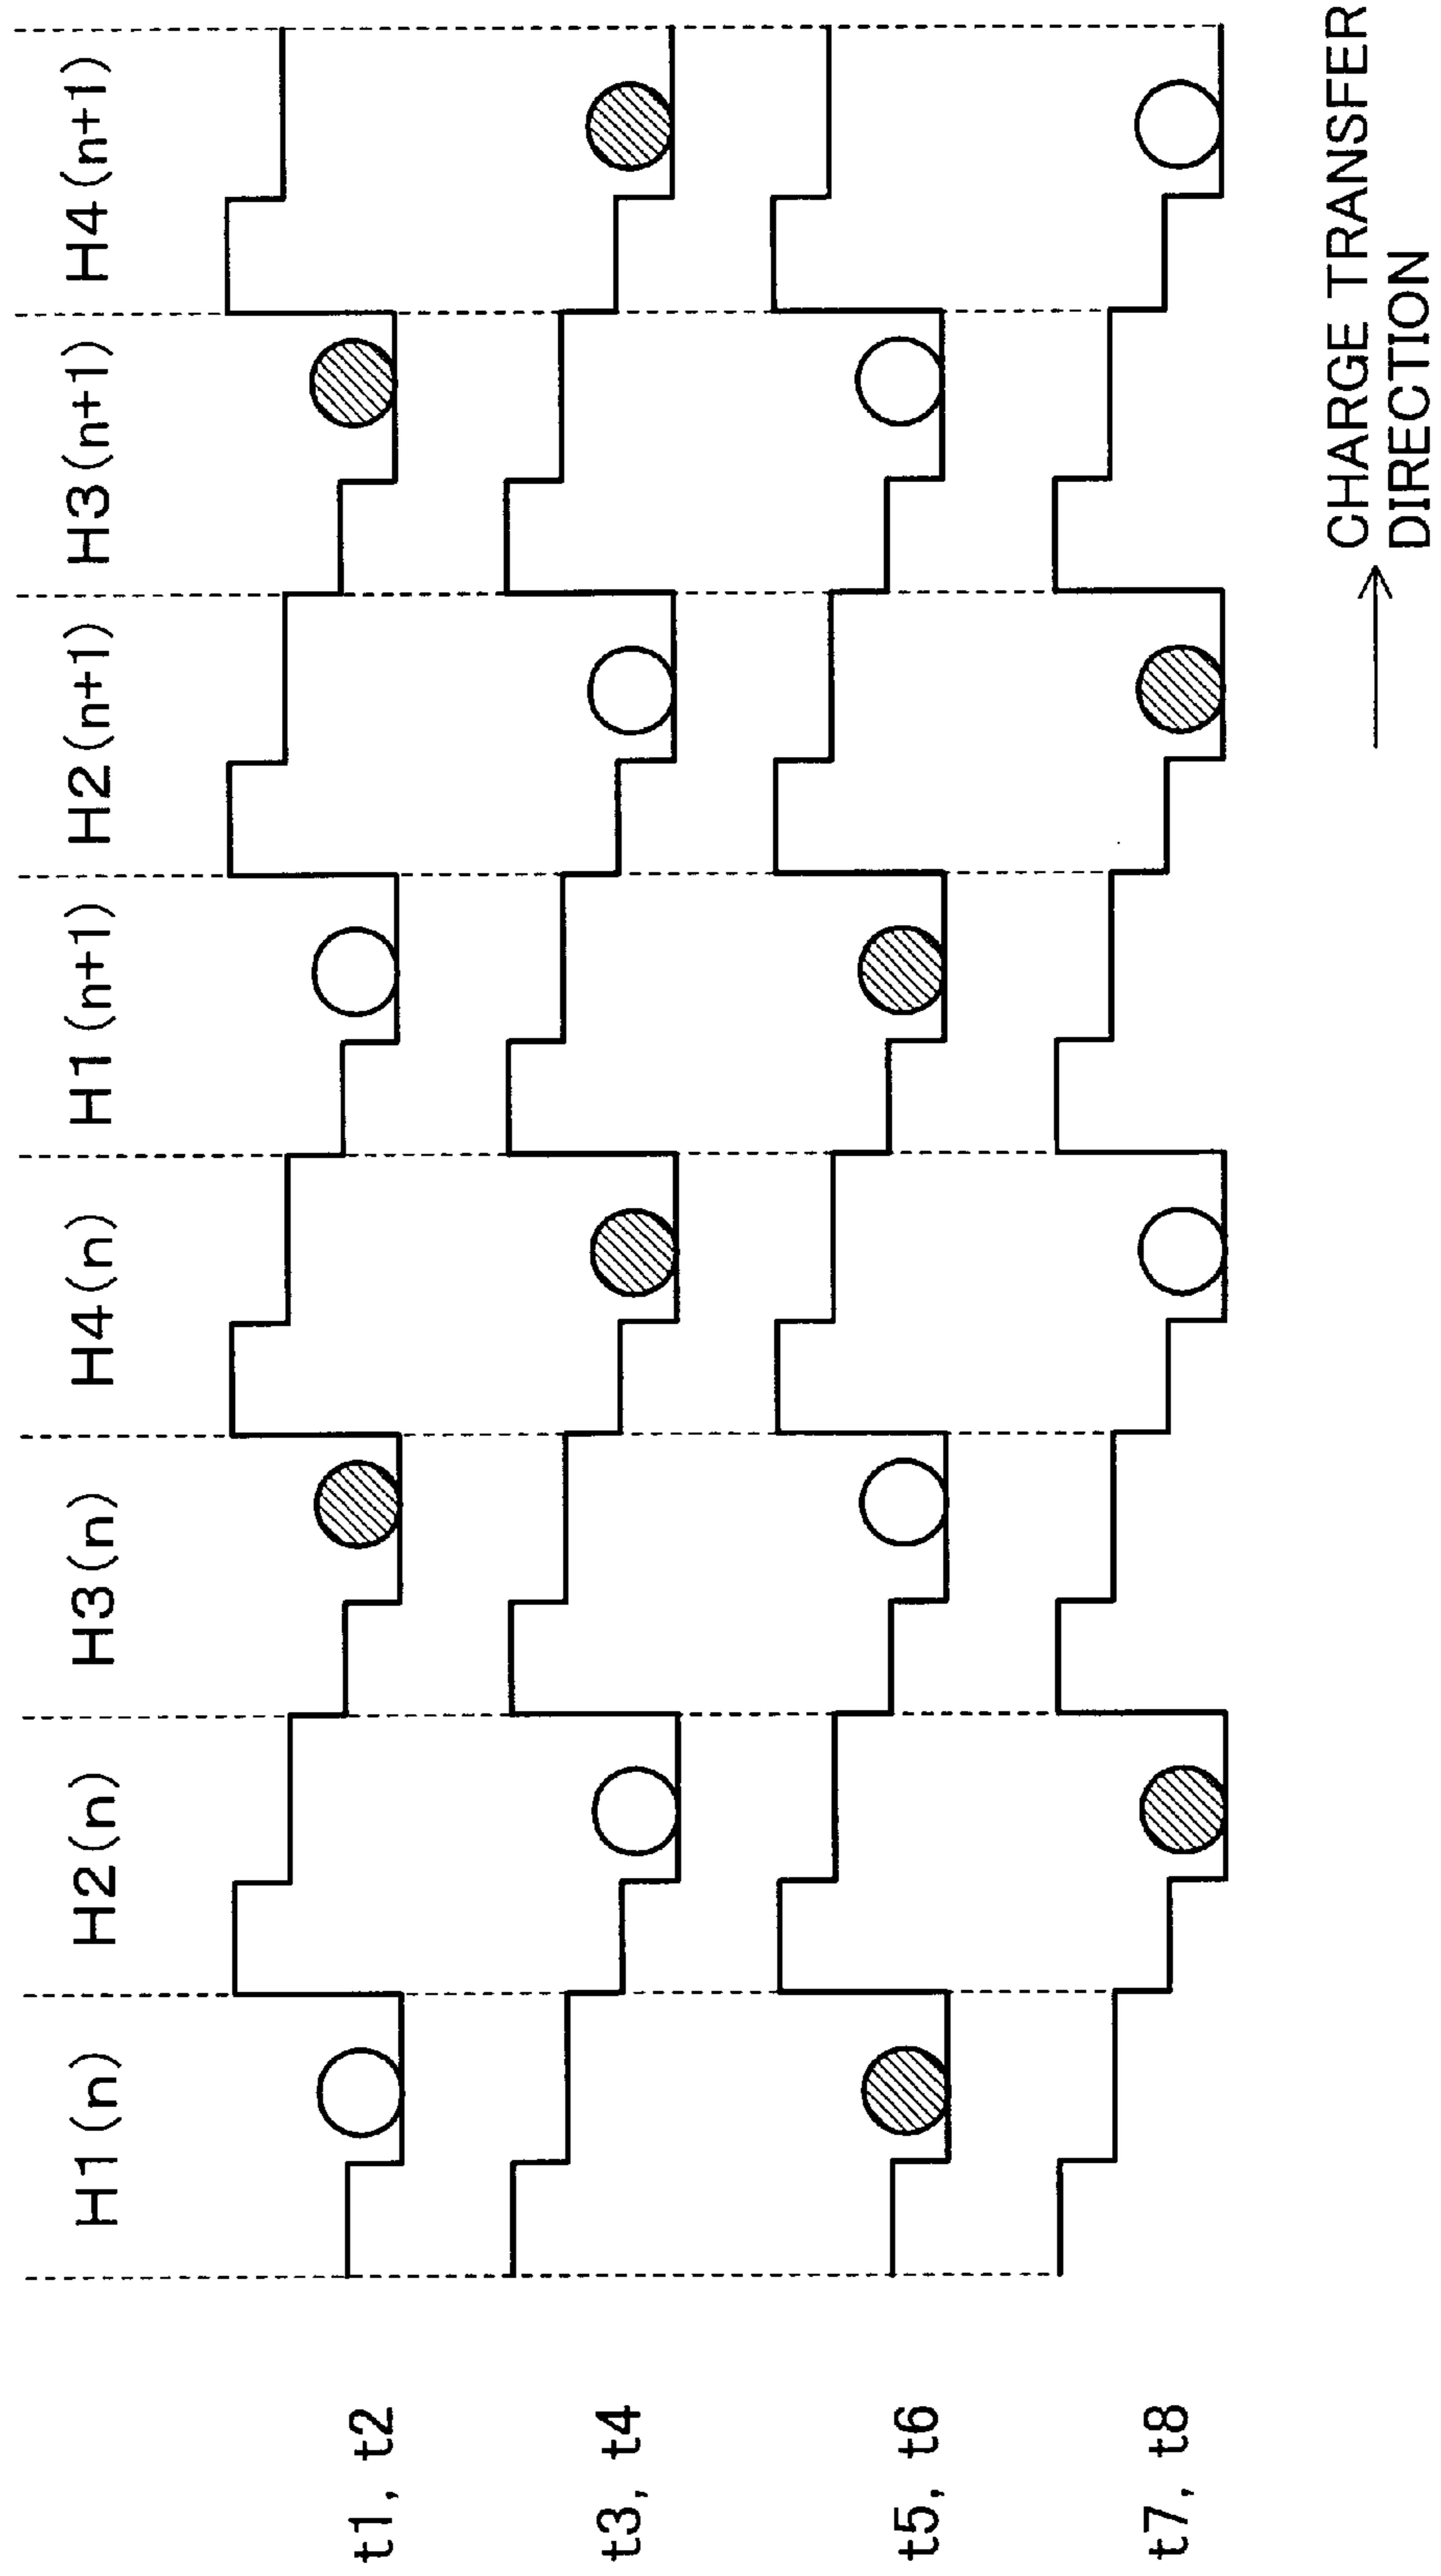 H1(n) H2(n) H3(n) H4(n) H1(n+1) H2(n+1) H3(n+1) H4(n+1)
t1, t2
t3, t4
t5, t6
t7, t8
CHARGE TRANSFER
DIRECTION